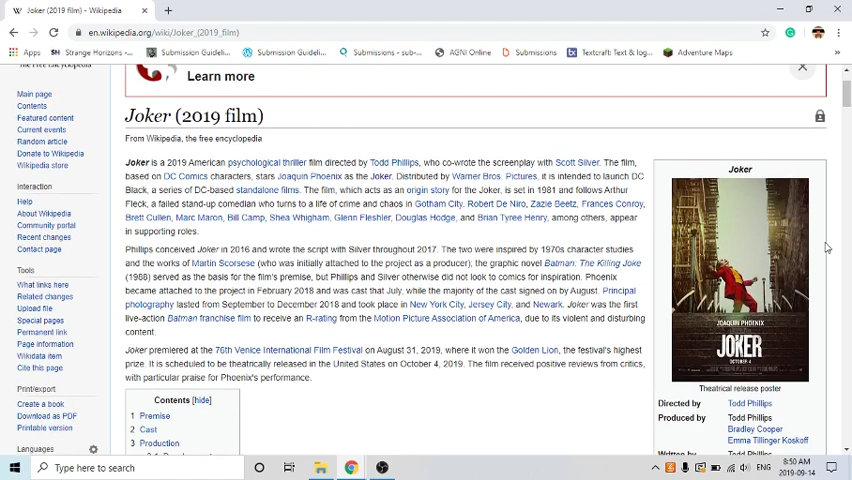 Joker (2019 film) - Wikipedia
en.wikipedia.org/wiki/Joker_(2019_film)
Apps
Strange Horizons -...
Submission Guideli...
Submission Guideli...
Submissions - sub-...
AGNI Online
Submissions
Textcraft: Text & log...
Adventure Maps
The Free Encyclopedia
Learn more
Main page
Contents
Featured content
Current events
Random article
Donate to Wikipedia
Wikipedia store
Interaction
Help
About Wikipedia
Community portal
Recent changes
Contact page
Tools
What links here
Related changes
Upload file
Special pages
Permanent link
Page information
Wikidata item
Cite this page
Print/export
Create a book
Download as PDF
Printable version
Languages
Joker (2019 film)
From Wikipedia, the free encyclopedia
Joker is a 2019 American psychological thriller film directed by Todd Phillips, who co-wrote the screenplay with Scott Silver. The film,
based on DC Comics characters, stars Joaquin Phoenix as the Joker. Distributed by Warner Bros. Pictures, it is intended to launch DC
Black, a series of DC-based standalone films. The film, which acts as an origin story for the Joker, is set in 1981 and follows Arthur
Fleck, a failed stand-up comedian who turns to a life of crime and chaos in Gotham City. Robert De Niro, Zazie Beetz, Frances Conroy,
Brett Cullen, Marc Maron, Bill Camp, Shea Whigham, Glenn Fleshler, Douglas Hodge, and Brian Tyree Henry, among others, appear
in supporting roles.
Phillips conceived Joker in 2016 and wrote the script with Silver throughout 2017. The two were inspired by 1970s character studies
and the works of Martin Scorsese (who was initially attached to the project as a producer); the graphic novel Batman: The Killing Joke
(1988) served as the basis for the film's premise, but Phillips and Silver otherwise did not look to comics for inspiration. Phoenix
became attached to the project in February 2018 and was cast that July, while the majority of the cast signed on by August. Principal
photography lasted from September to December 2018 and took place in New York City, Jersey City, and Newark. Joker was the first
live-action Batman franchise film to receive an R-rating from the Motion Picture Association of America, due to its violent and disturbing
content.
Joker premiered at the 76th Venice International Film Festival on August 31, 2019, where it won the Golden Lion, the festival's highest
prize. It is scheduled to be theatrically released in the United States on October 4, 2019. The film received positive reviews from critics,
with particular praise for Phoenix's performance.
Contents [hide]
1 Premise
2 Cast
3 Production
Joker
JOAQUIN PHOENIX
JOKER
OCTOBER 4
Theatrical release poster
Directed by Todd Phillips
Produced by Todd Phillips
Bradley Cooper
Emma Tillinger Koskoff
Written by Todd Phillips
Type here to search
ENG
8:50 AM
2019-09-14